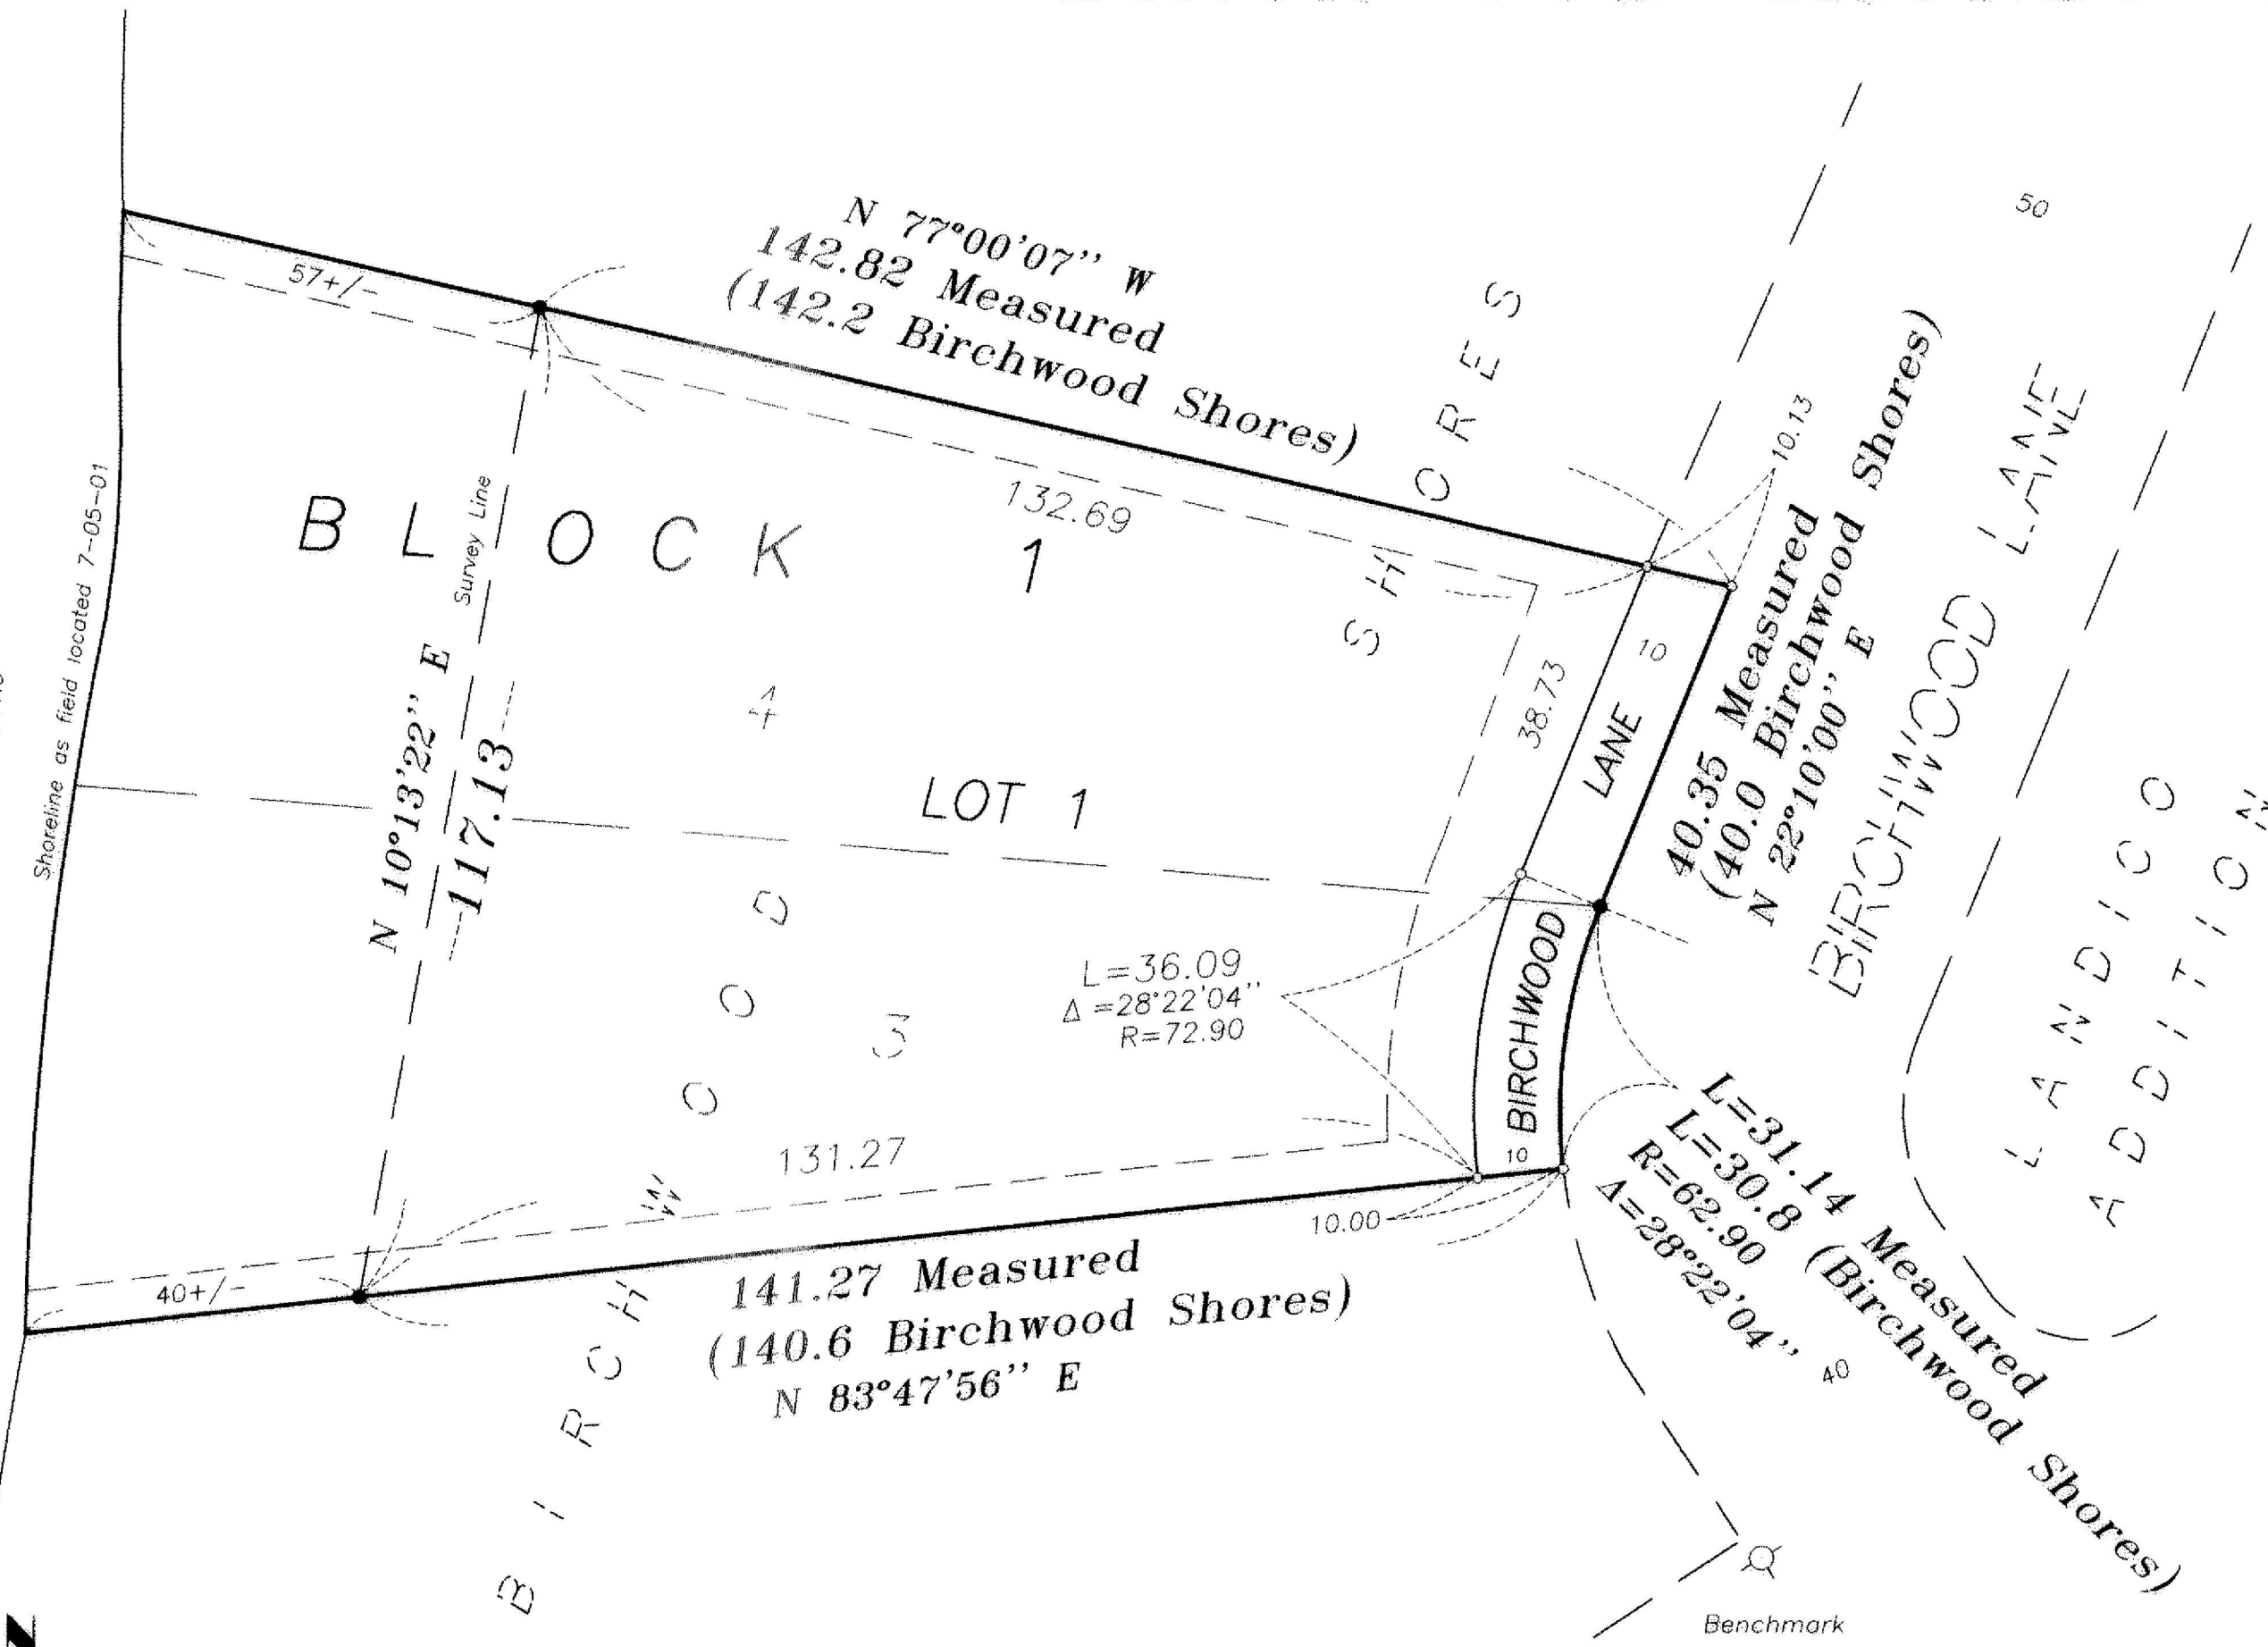 50
N 77°00'07'' W
142.82 Measured
(142.2 Birchwood Shores)
57+/-
132.69
10.13
BLOCK 1
Survey Line
Shoreline as field located 7-05-01
N 10°13'22'' E
117.13
4
LOT 1
38.73
10
LANE
BIRCHWOOD
10
40.35 Measured
(40.0 Birchwood Shores)
N 22°10'00'' E
BIRCHWOOD LANE
LANDICO
ADDITION
L=36.09
Δ=28°22'04''
R=72.90
3
BIRCHWOOD SHORES
131.27
40+/-
10.00
141.27 Measured
(140.6 Birchwood Shores)
N 83°47'56'' E
L=31.14 Measured
L=30.8 (Birchwood Shores)
R=62.90
Δ=28°22'04''
40
Benchmark